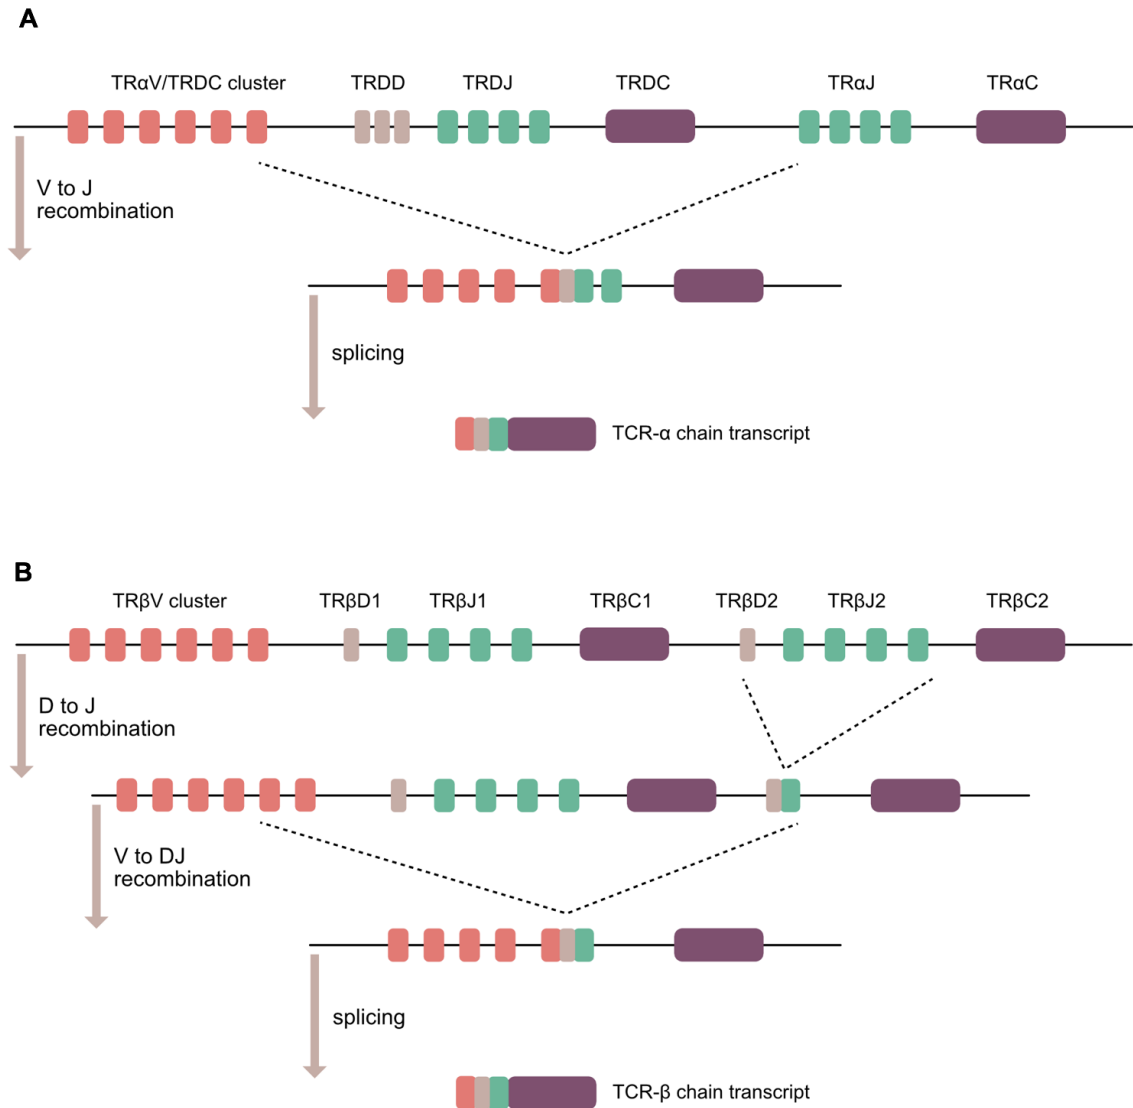 A
TRαV/TRDC cluster TRDD TRDJ TRDC TRαJ TRαC
V to J
recombination
splicing
TCR-α chain transcript
B
TRβV cluster TRβD1 TRβJ1 TRβC1 TRβD2 TRβJ2 TRβC2
D to J
recombination
V to DJ
recombination
splicing
TCR-β chain transcript